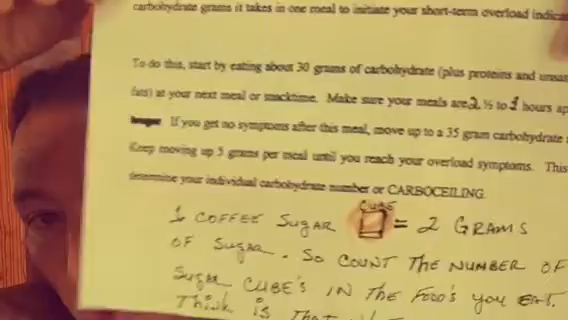 carbohydrate grams it takes in one meal to initiate your short-term overload
To do this, start by eating about 30 grams of carbohydrate (plus proteins and
fats) at your next meal or snacktime. Make sure your meals are 2 ½ to 1 hours
If you get no symptoms after this meal, move up to a 35 gram carbohydrate
Keep moving up 5 grams per meal until you reach your overload symptoms. This
determine your individual carbohydrate number or CARBOCEILING.
CUBE
1 COFFEE SUGAR = 2 GRAMS
OF SUGAR. SO COUNT THE NUMBER OF
SUGAR CUBE'S IN THE FOOD'S YOU EAT.
THINK IS THAT